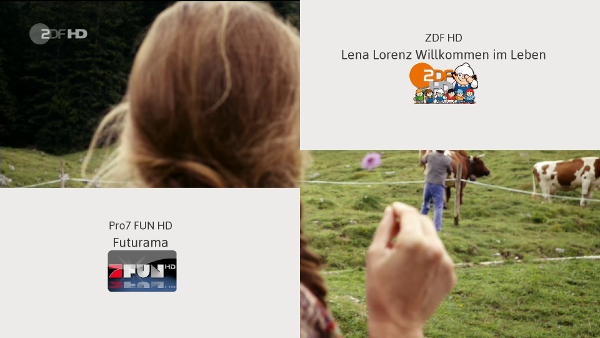 ZDF HD
ZDF HD
Lena Lorenz Willkommen im Leben
ZDF
Pro7 FUN HD
Futurama
FUN HD